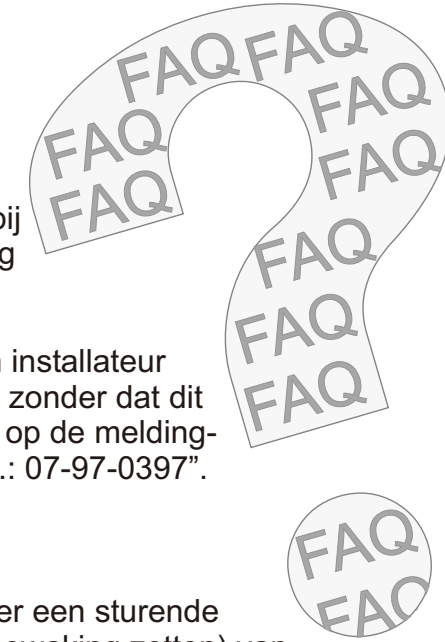 FAQ FAQ
FAQ FAQ
FAQ FAQ
FAQ
FAQ
FAQ
bij
g
installateur
zonder dat dit
op de melding-
.: 07-97-0397”.
FAQ
FAQ
er een sturende
van